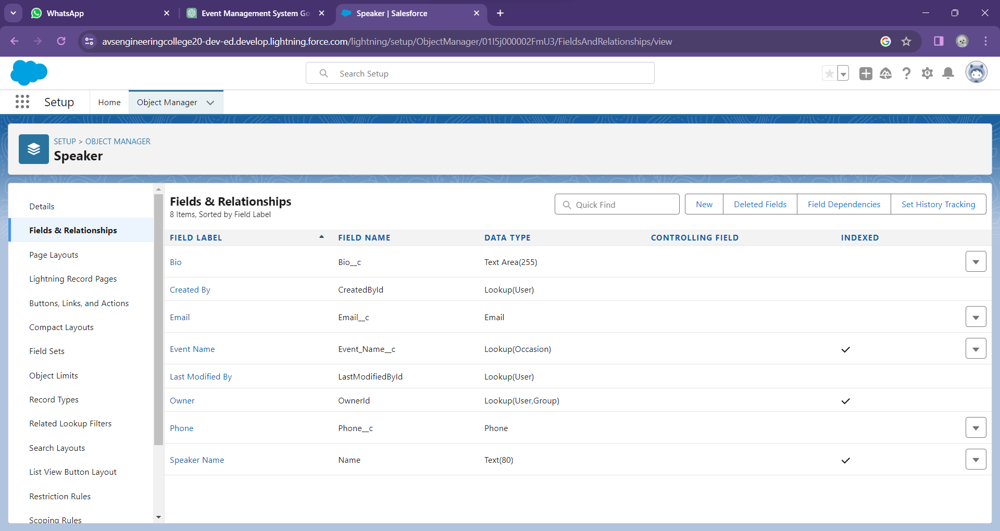 WhatsApp
Event Management System Go
Speaker | Salesforce
avsengineeringcollege20-dev-ed.develop.lightning.force.com/lightning/setup/ObjectManager/01I5j000002FmU3/FieldsAndRelationships/view
Search Setup
Setup
Home
Object Manager
SETUP > OBJECT MANAGER
Speaker
Details
Fields & Relationships
Page Layouts
Lightning Record Pages
Buttons, Links, and Actions
Compact Layouts
Field Sets
Object Limits
Record Types
Related Lookup Filters
Search Layouts
List View Button Layout
Restriction Rules
Scoping Rules
Fields & Relationships
8 Items, Sorted by Field Label
Quick Find
New
Deleted Fields
Field Dependencies
Set History Tracking
FIELD LABEL FIELD NAME DATA TYPE CONTROLLING FIELD INDEXED
Bio Bio__c Text Area(255)
Created By CreatedById Lookup(User)
Email Email__c Email
Event Name Event_Name__c Lookup(Occasion)
Last Modified By LastModifiedById Lookup(User)
Owner OwnerId Lookup(User,Group)
Phone Phone__c Phone
Speaker Name Name Text(80)